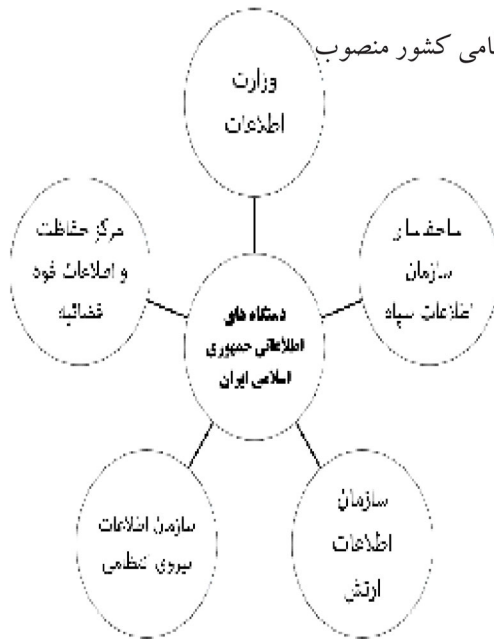 کشور منصوب
وزارت
اطلاعات
سازمان
اطلاعات سپاه
مرکز حفاظت
و اطلاعات قوه
قضائیه
دستگاه های
اطلاعاتی جمهوری
اسلامی ایران
سازمان
اطلاعات
ارتش
سازمان اطلاعات
نیروی انتظامی